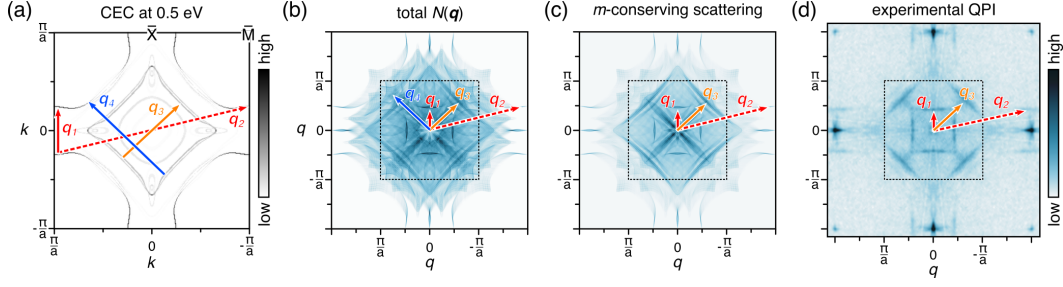 (a) CEC at 0.5 eV
π/a
X̄
M̄
k
0
-π/a
q₁
q₂
q₃
q₄
π/a
0
-π/a
k
high
low
(b) total N(q)
q
π/a
0
-π/a
q₁
q₂
q₃
q₄
π/a
0
-π/a
q
(c) m-conserving scattering
π/a
0
-π/a
q₁
q₂
q₃
π/a
0
-π/a
q
(d) experimental QPI
π/a
0
-π/a
q₁
q₂
q₃
π/a
0
-π/a
q
high
low